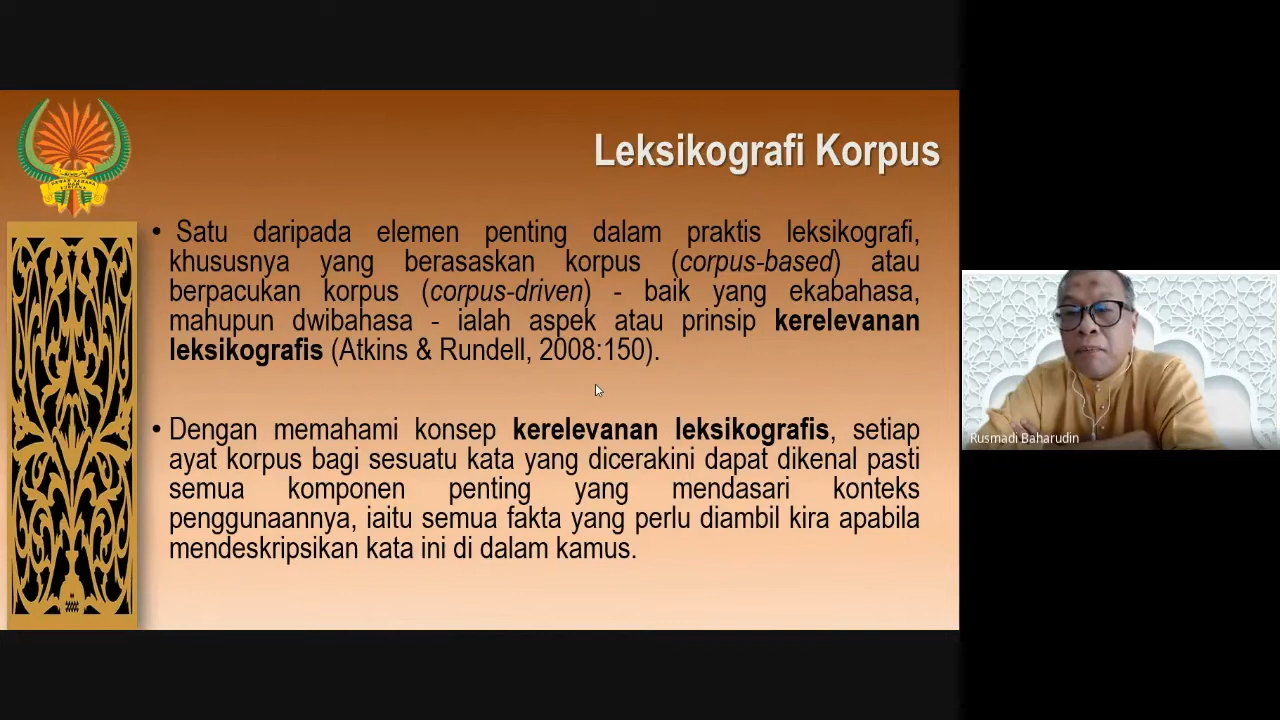 Leksikografi Korpus
• Satu daripada elemen penting dalam praktis leksikografi,
khususnya yang berasaskan korpus (corpus-based) atau
berpacukan korpus (corpus-driven) - baik yang ekabahasa,
mahupun dwibahasa - ialah aspek atau prinsip kerelevanan
leksikografis (Atkins & Rundell, 2008:150).
• Dengan memahami konsep kerelevanan leksikografis, setiap
ayat korpus bagi sesuatu kata yang dicerakini dapat dikenal pasti
semua komponen penting yang mendasari konteks
penggunaannya, iaitu semua fakta yang perlu diambil kira apabila
mendeskripsikan kata ini di dalam kamus.
Rusmadi Baharudin